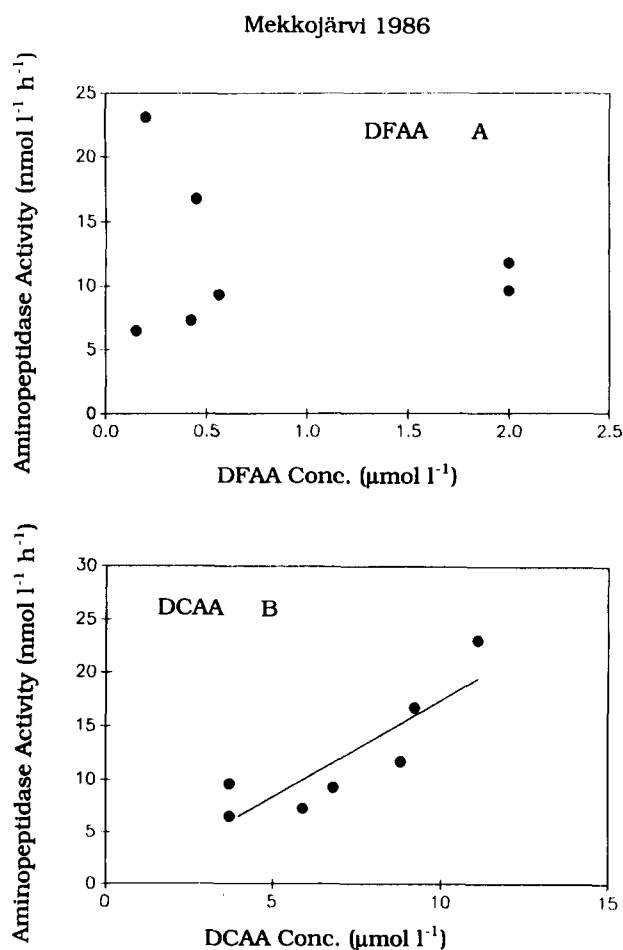 Mekkojärvi 1986
Aminopeptidase Activity (nmol l⁻¹ h⁻¹)
25
20
15
10
5
0
DFAA A
0.0 0.5 1.0 1.5 2.0 2.5
DFAA Conc. (µmol l⁻¹)
Aminopeptidase Activity (nmol l⁻¹ h⁻¹)
30
25
20
15
10
5
0
DCAA B
5 10 15
DCAA Conc. (µmol l⁻¹)